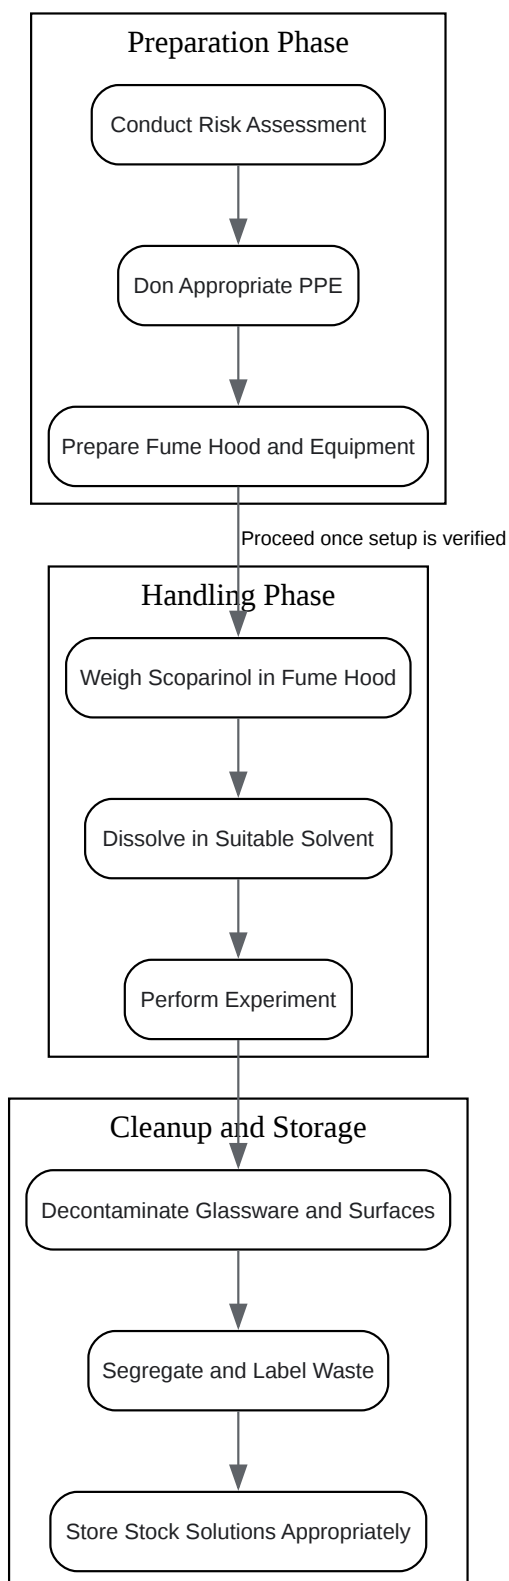 Preparation Phase
Conduct Risk Assessment
Don Appropriate PPE
Prepare Fume Hood and Equipment
Proceed once setup is verified
Handling Phase
Weigh Scoparinol in Fume Hood
Dissolve in Suitable Solvent
Perform Experiment
Cleanup and Storage
Decontaminate Glassware and Surfaces
Segregate and Label Waste
Store Stock Solutions Appropriately